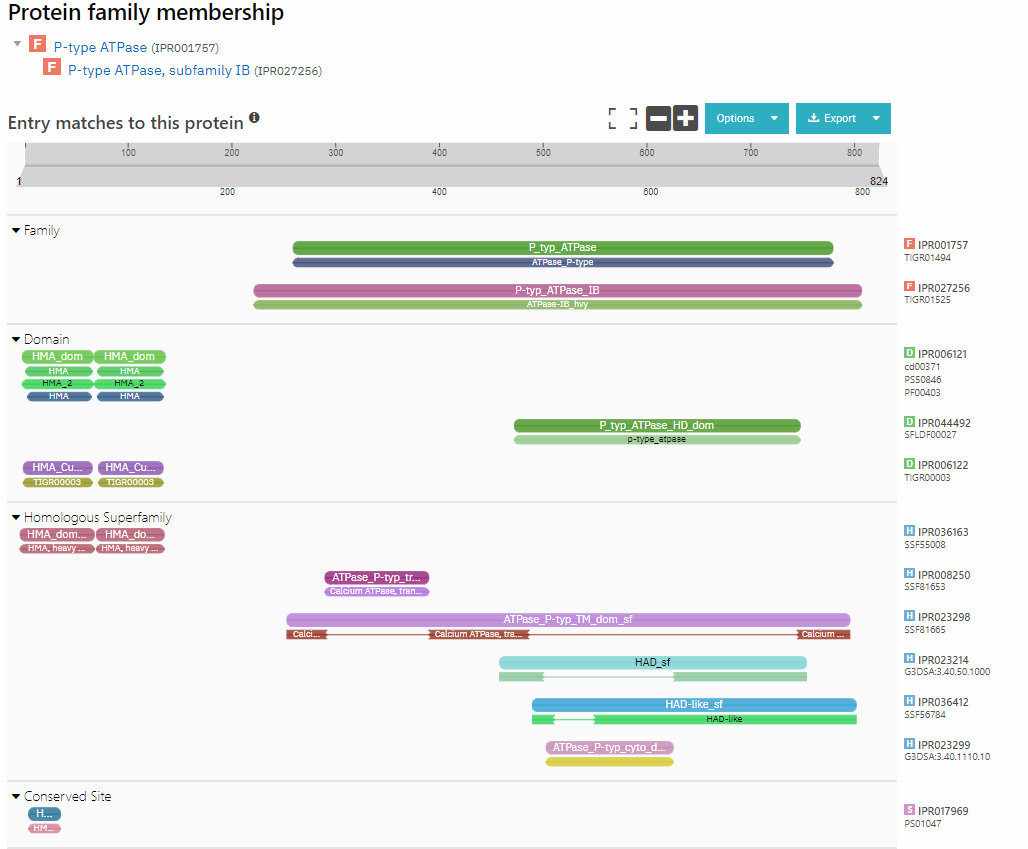 Protein family membership
F P-type ATPase (IPR001757)
F P-type ATPase, subfamily IB (IPR027256)
Entry matches to this protein i
Options
Export
100 200 300 400 500 600 700 800
1 824
200 400 600 800
Family
P_typ_ATPase F IPR001757
ATPase_P-type TIGR01494
P-typ_ATPase_IB F IPR027256
ATPase-IB_hvy TIGR01525
Domain
HMA_dom HMA_dom D IPR006121
HMA HMA cd00371
HMA_2 HMA_2 PS50846
HMA HMA PF00403
P_typ_ATPase_HD_dom D IPR044492
p-type_atpase SFLDF00027
HMA_Cu... HMA_Cu... D IPR006122
TIGR00003 TIGR00003 TIGR00003
Homologous Superfamily
HMA_dom... HMA_do... H IPR036163
HMA, heavy ... HMA, heavy ... SSF55008
ATPase_P-typ_tr... H IPR008250
Calcium ATPase, tran... SSF81653
ATPase_P-typ_TM_dom_sf H IPR023298
Calci... Calcium ATPase, tra... Calcium ... SSF81665
HAD_sf H IPR023214
G3DSA:3.40.50.1000
HAD-like_sf H IPR036412
HAD-like SSF56784
ATPase_P-typ_cyto_d... H IPR023299
G3DSA:3.40.1110.10
Conserved Site
H... S IPR017969
HM... PS01047